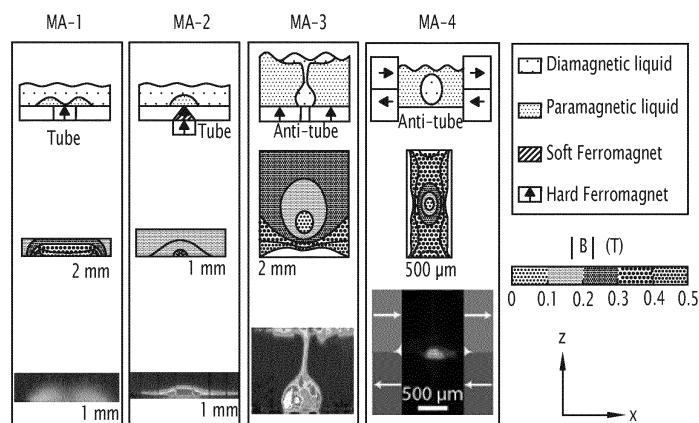 MA-1 MA-2 MA-3 MA-4
Tube
Tube
Anti-tube
Anti-tube
Diamagnetic liquid
Paramagnetic liquid
Soft Ferromagnet
Hard Ferromagnet
2 mm
1 mm
2 mm
500 μm
|B| (T)
0 0.1 0.2 0.3 0.4 0.5
1 mm
1 mm
500 μm
z
x